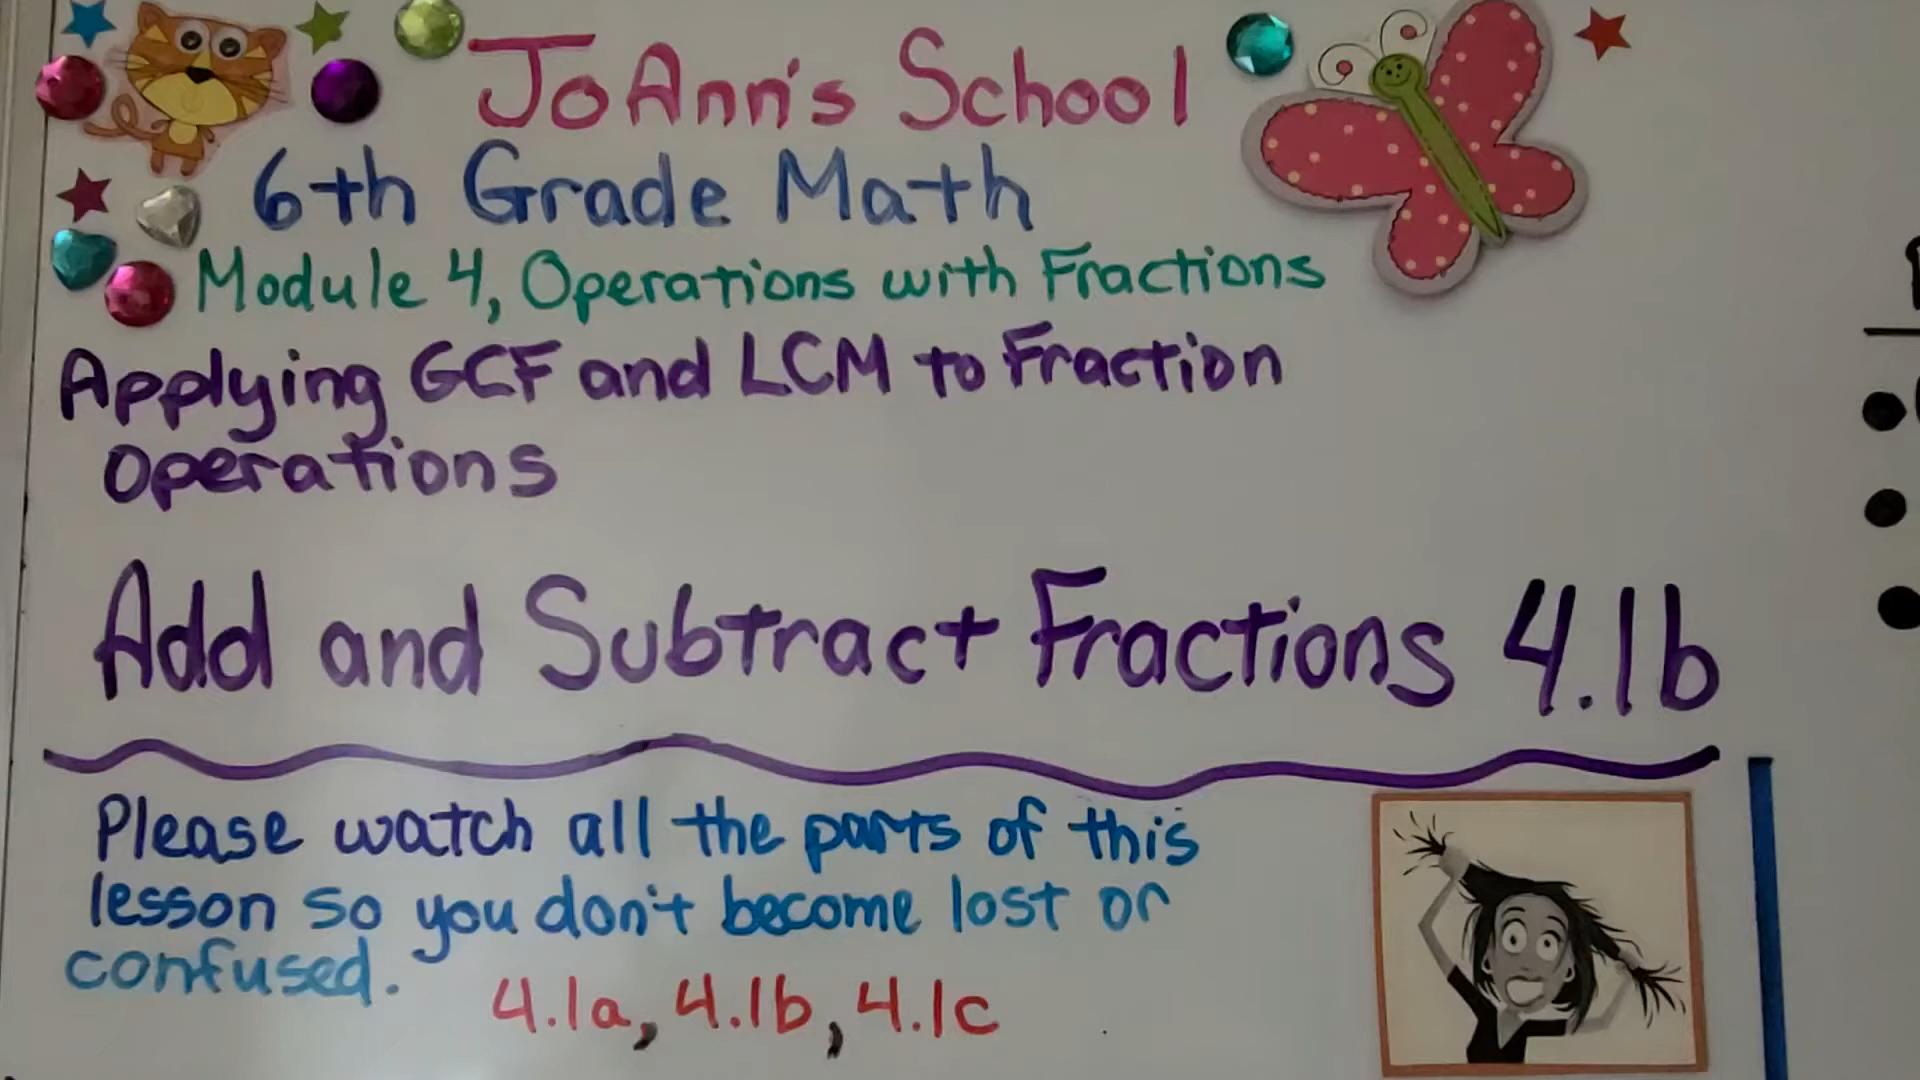 JoAnn's School
6th Grade Math
Module 4, Operations with Fractions
Applying GCF and LCM to Fraction
Operations
Add and Subtract Fractions 4.1b
Please watch all the parts of this
lesson so you don't become lost or
confused.
4.1a, 4.1b, 4.1c